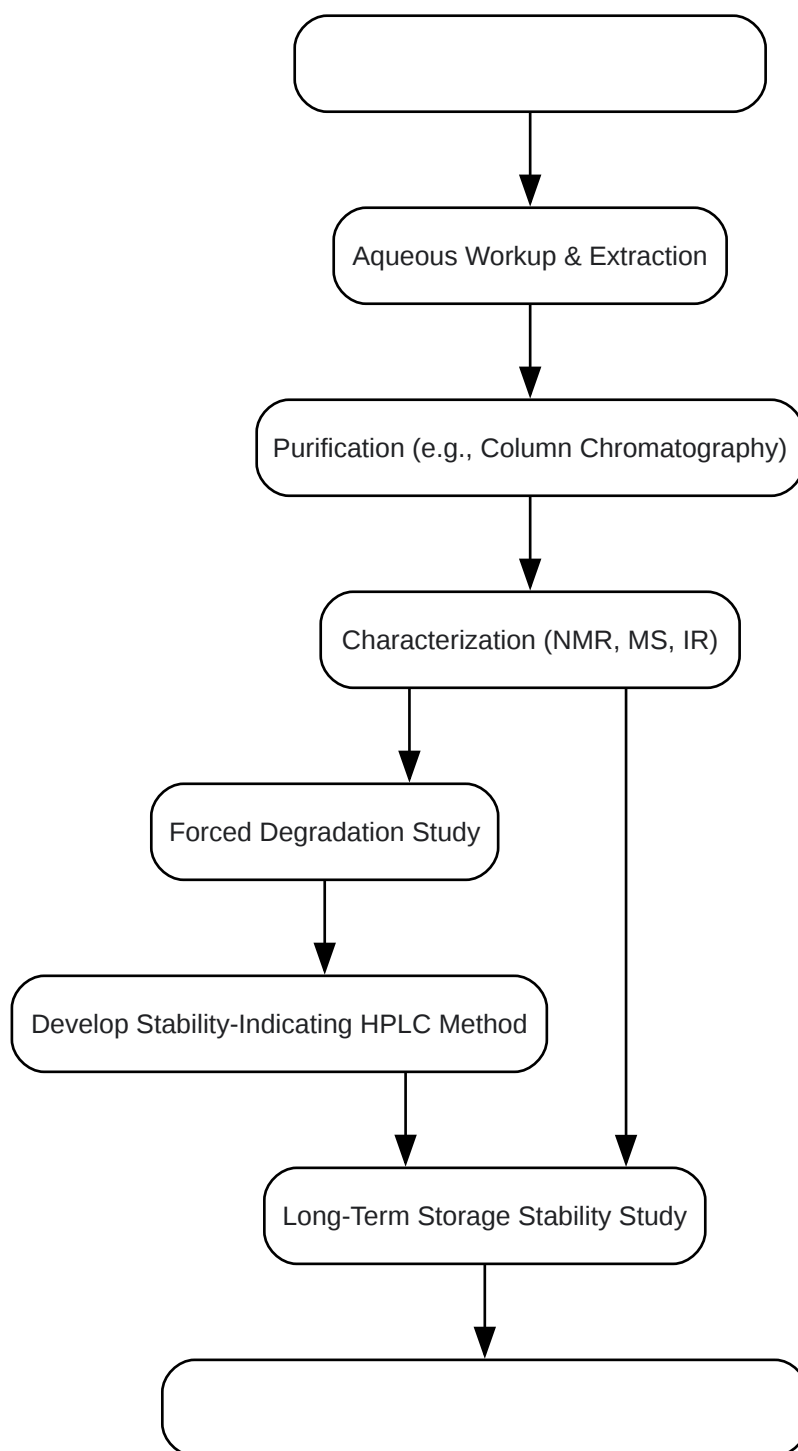 Aqueous Workup & Extraction
Purification (e.g., Column Chromatography)
Characterization (NMR, MS, IR)
Forced Degradation Study
Develop Stability-Indicating HPLC Method
Long-Term Storage Stability Study